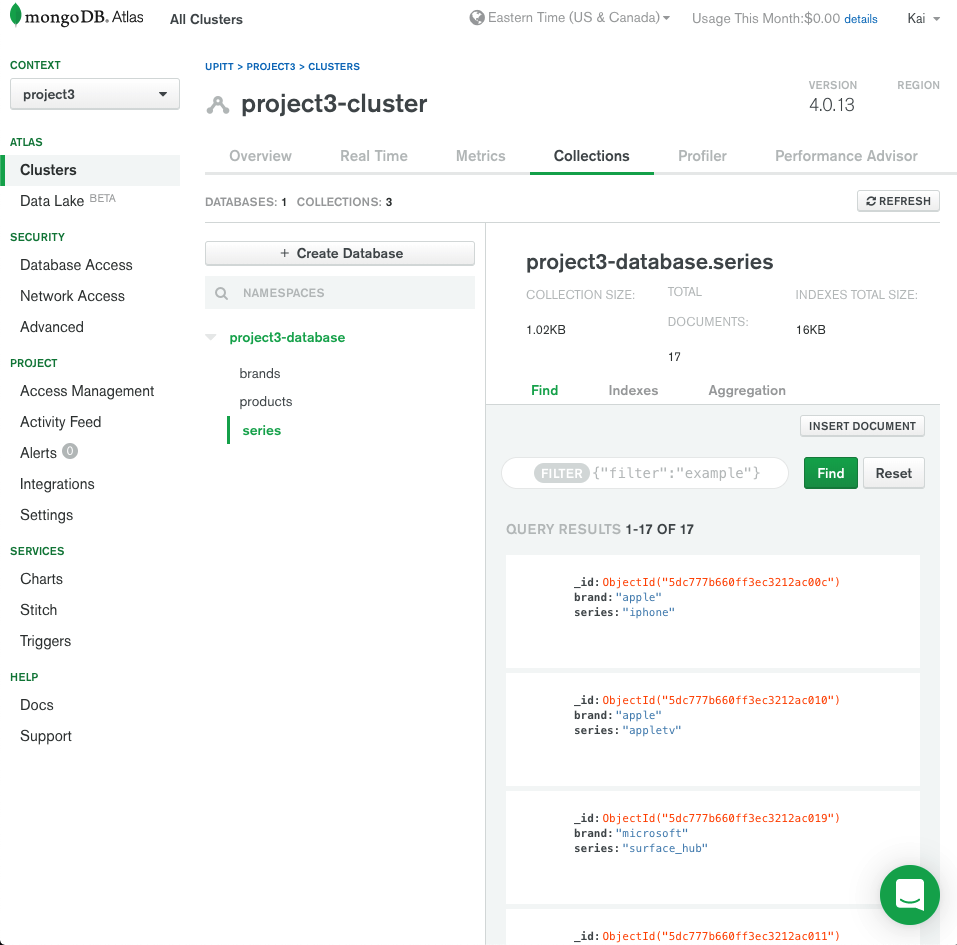 mongoDB. Atlas
All Clusters
Eastern Time (US & Canada)
Usage This Month:$0.00 details
Kai
CONTEXT
project3
ATLAS
Clusters
Data Lake BETA
SECURITY
Database Access
Network Access
Advanced
PROJECT
Access Management
Activity Feed
Alerts 0
Integrations
Settings
SERVICES
Charts
Stitch
Triggers
HELP
Docs
Support
UPITT > PROJECT3 > CLUSTERS
project3-cluster
VERSION
4.0.13
REGION
Overview
Real Time
Metrics
Collections
Profiler
Performance Advisor
DATABASES: 1 COLLECTIONS: 3
REFRESH
+ Create Database
NAMESPACES
project3-database
brands
products
series
project3-database.series
COLLECTION SIZE:
1.02KB
TOTAL
DOCUMENTS:
17
INDEXES TOTAL SIZE:
16KB
Find
Indexes
Aggregation
INSERT DOCUMENT
FILTER {"filter":"example"}
Find
Reset
QUERY RESULTS 1-17 OF 17
_id: ObjectId("5dc777b660ff3ec3212ac00c")
brand: "apple"
series: "iphone"
_id: ObjectId("5dc777b660ff3ec3212ac010")
brand: "apple"
series: "appletv"
_id: ObjectId("5dc777b660ff3ec3212ac019")
brand: "microsoft"
series: "surface_hub"
_id: ObjectId("5dc777b660ff3ec3212ac011")